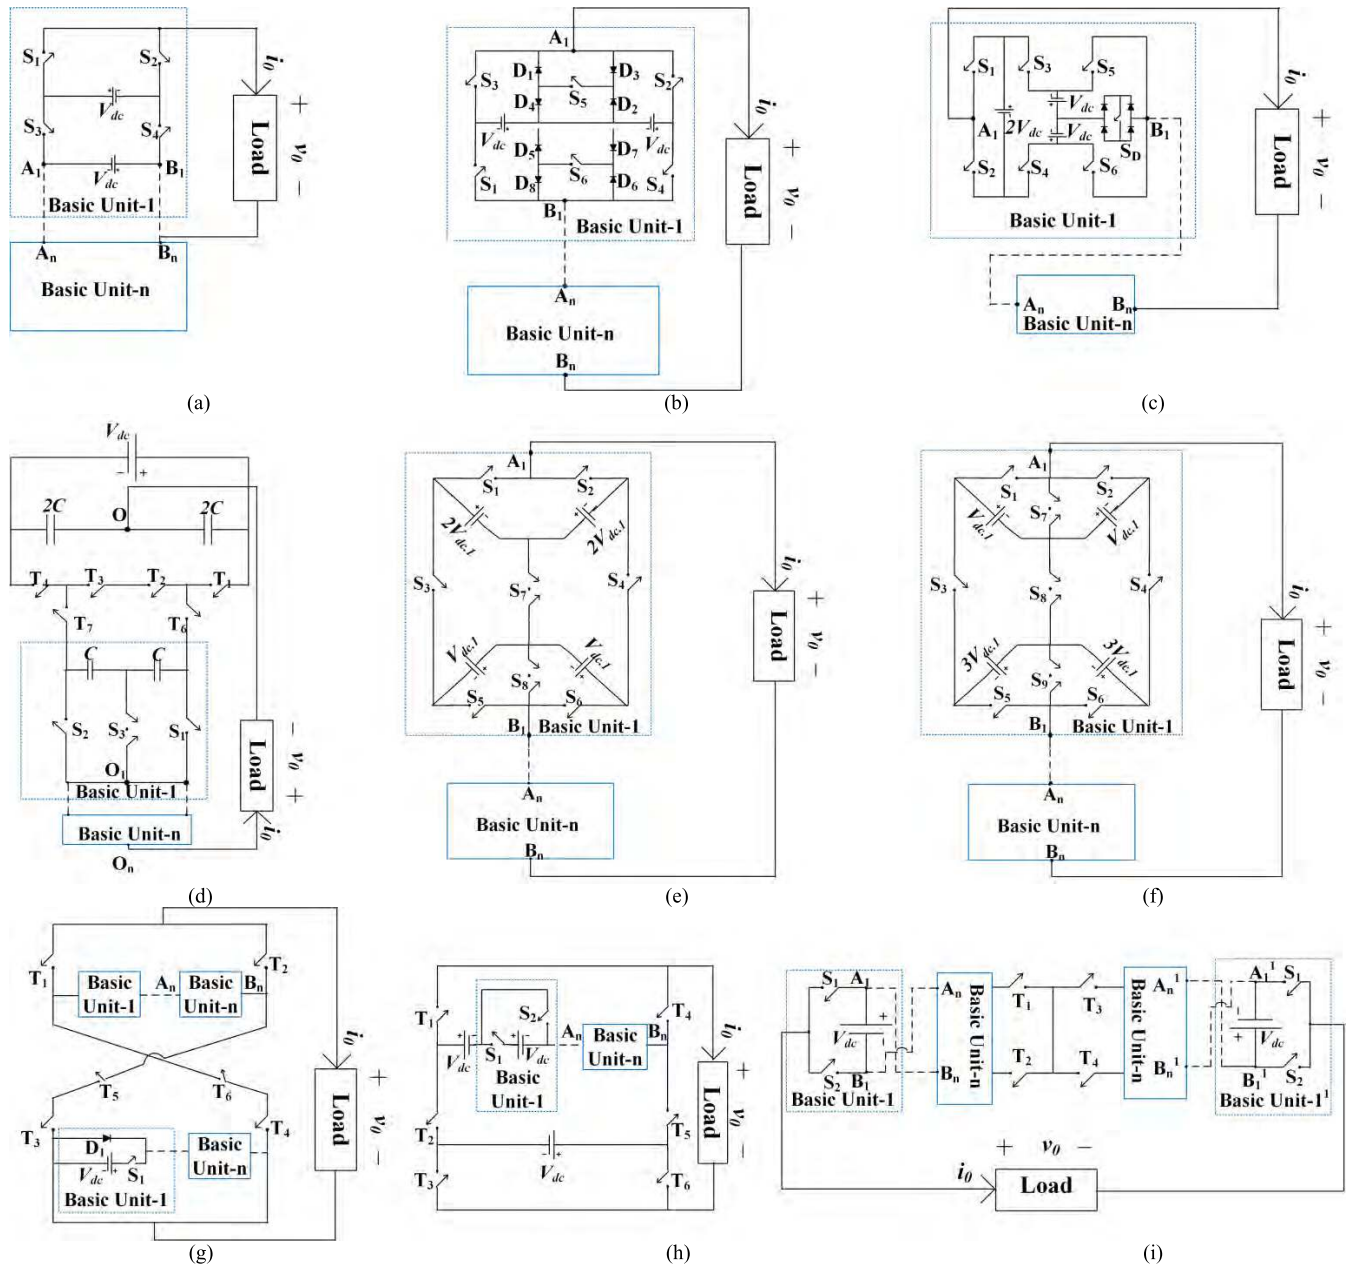 S1
S2
Vdc
S3
S4
A1
Vdc
B1
Basic Unit-1
An
Bn
Basic Unit-n
Load
i0
+
v0
−
(a)
A1
S3
D1
D3
S2
S5
D4
D2
Vdc
Vdc
D5
D7
S6
S1
D8
D6
S4
B1
Basic Unit-1
An
Basic Unit-n
Bn
Load
i0
+
v0
−
(b)
S1
S3
S5
Vdc
A1
2Vdc
Vdc
SD
B1
S2
S4
S6
Basic Unit-1
An
Bn
Basic Unit-n
Load
i0
+
v0
−
(c)
Vdc
−
+
2C
O
2C
T4
T3
T2
T1
T7
T6
C
C
S2
S3
S1
O1
Basic Unit-1
Basic Unit-n
On
Load
−
v0
+
i0
(d)
A1
S1
S2
2Vdc.1
2Vdc.1
S3
S7
S4
Vdc.1
Vdc.1
S8
S5
S6
B1
Basic Unit-1
An
Basic Unit-n
Bn
Load
i0
+
v0
−
(e)
A1
S1
S2
S7
Vdc.1
Vdc.1
S3
S8
S4
3Vdc.1
3Vdc.1
S9
S5
S6
B1
Basic Unit-1
An
Basic Unit-n
Bn
Load
i0
+
v0
−
(f)
T1
T2
Basic
Unit-1
An
Basic
Unit-n
Bn
T5
T6
T3
T4
D1
Vdc
S1
Basic Unit-1
Basic
Unit-n
Load
i0
+
v0
−
(g)
T1
T4
S2
S1
Vdc
Vdc
Basic
Unit-1
An
Basic
Unit-n
Bn
T2
T5
Vdc
T3
T6
Load
i0
+
v0
−
(h)
S1
A1
+
Vdc
S2
B1
Basic Unit-1
An
Bn
Basic Unit-n
T1
T2
T3
T4
Basic Unit-n
An1
Bn1
A11
S1
+
Vdc
B11
S2
Basic Unit-11
+
v0
−
i0
Load
(i)